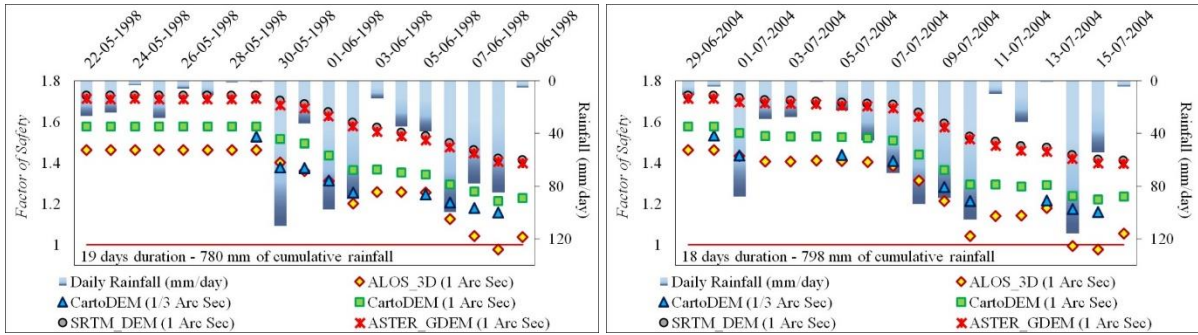 22-05-1998
24-05-1998
26-05-1998
28-05-1998
30-05-1998
01-06-1998
03-06-1998
05-06-1998
07-06-1998
09-06-1998
1.8
1.7
1.6
1.4
1.2
1
Factor of Safety
0
40
80
120
Rainfall (mm/day)
19 days duration - 780 mm of cumulative rainfall
Daily Rainfall (mm/day)
ALOS_3D (1 Arc Sec)
CartoDEM (1/3 Arc Sec)
CartoDEM (1 Arc Sec)
SRTM_DEM (1 Arc Sec)
ASTER_GDEM (1 Arc Sec)
29-06-2004
01-07-2004
03-07-2004
05-07-2004
07-07-2004
09-07-2004
11-07-2004
13-07-2004
15-07-2004
1.8
1.6
1.4
1.2
1
Factor of Safety
0
40
80
120
Rainfall (mm/day)
18 days duration - 798 mm of cumulative rainfall
Daily Rainfall (mm/day)
ALOS_3D (1 Arc Sec)
CartoDEM (1/3 Arc Sec)
CartoDEM (1 Arc Sec)
SRTM_DEM (1 Arc Sec)
ASTER_GDEM (1 Arc Sec)